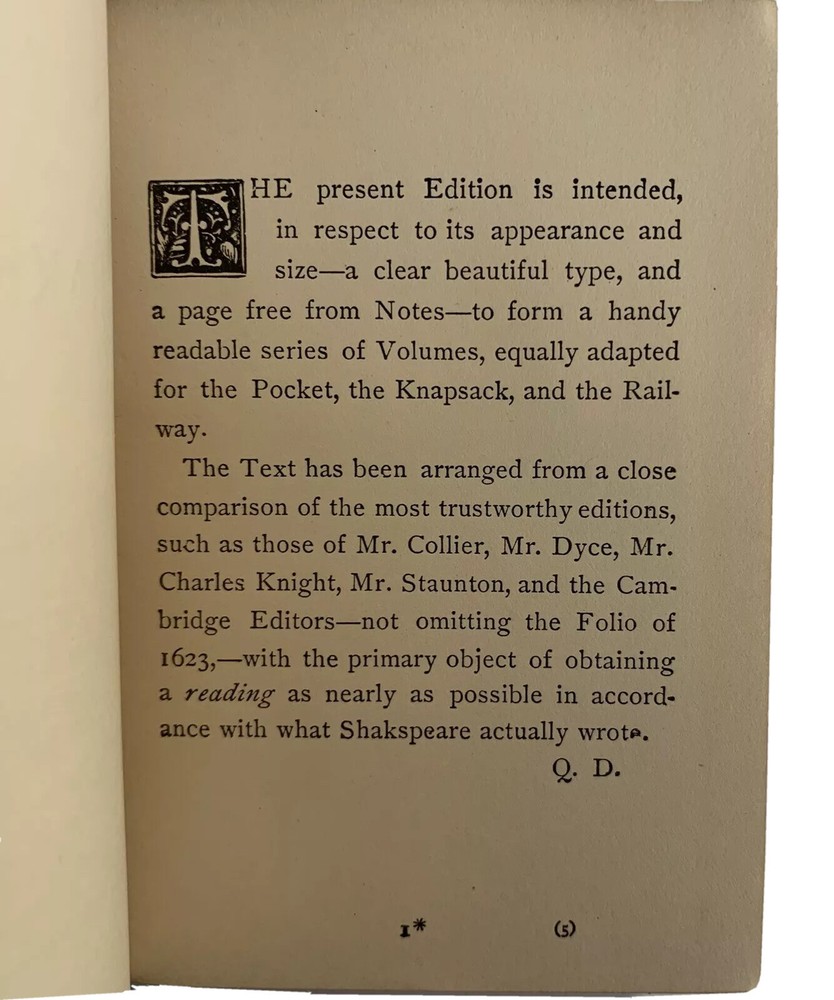 THE present Edition is intended,
in respect to its appearance and
size—a clear beautiful type, and
a page free from Notes—to form a handy
readable series of Volumes, equally adapted
for the Pocket, the Knapsack, and the Rail-
way.
The Text has been arranged from a close
comparison of the most trustworthy editions,
such as those of Mr. Collier, Mr. Dyce, Mr.
Charles Knight, Mr. Staunton, and the Cam-
bridge Editors—not omitting the Folio of
1623,—with the primary object of obtaining
a reading as nearly as possible in accord-
ance with what Shakspeare actually wrote.
Q. D.
1* (5)